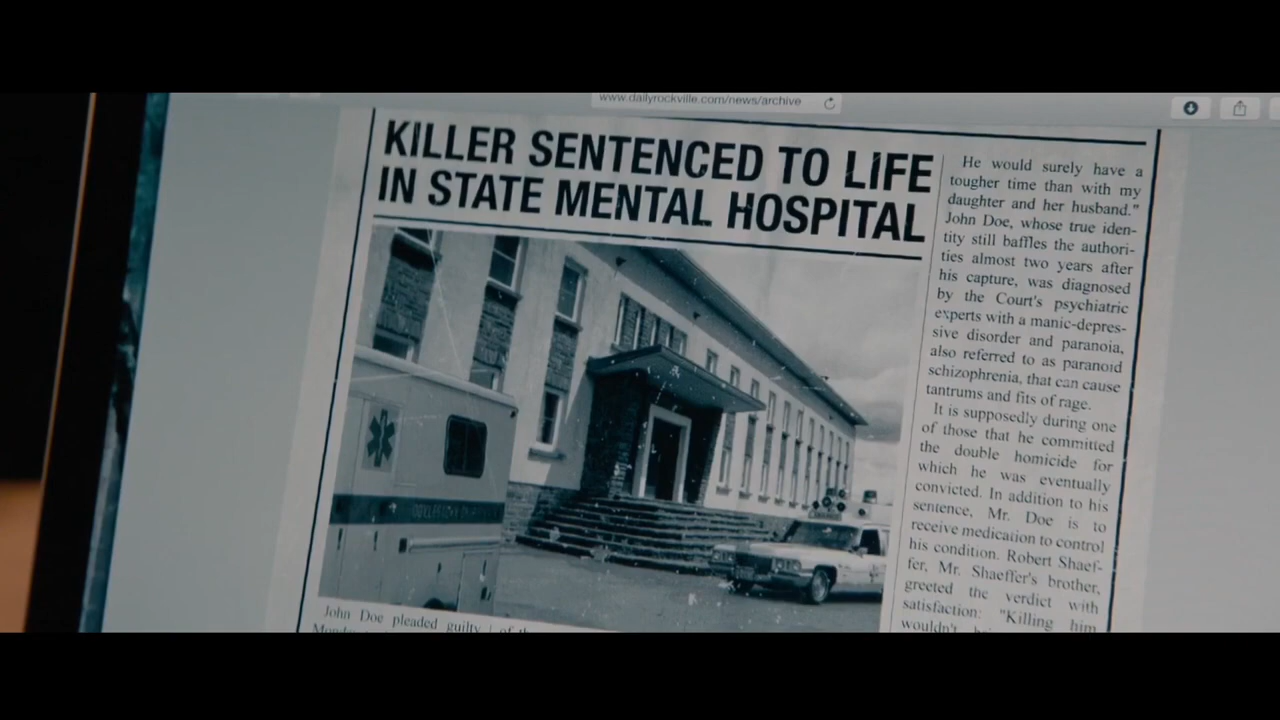 www.dailyrockville.com/news/archive
KILLER SENTENCED TO LIFE
IN STATE MENTAL HOSPITAL
He would surely have a
tougher time than with my
daughter and her husband."
John Doe, whose true iden-
tity still baffles the authori-
ties almost two years after
his capture, was diagnosed
by the Court's psychiatric
experts with a manic-depres-
sive disorder and paranoia,
also referred to as paranoid
schizophrenia, that can cause
tantrums and fits of rage.
It is supposedly during one
of those that he committed
the double homicide for
which he was eventually
convicted. In addition to his
sentence, Mr. Doe is to
receive medication to control
his condition. Robert Shaef-
fer, Mr. Shaeffer's brother,
greeted the verdict with
satisfaction: "Killing him
wouldn't
John Doe pleaded guilty